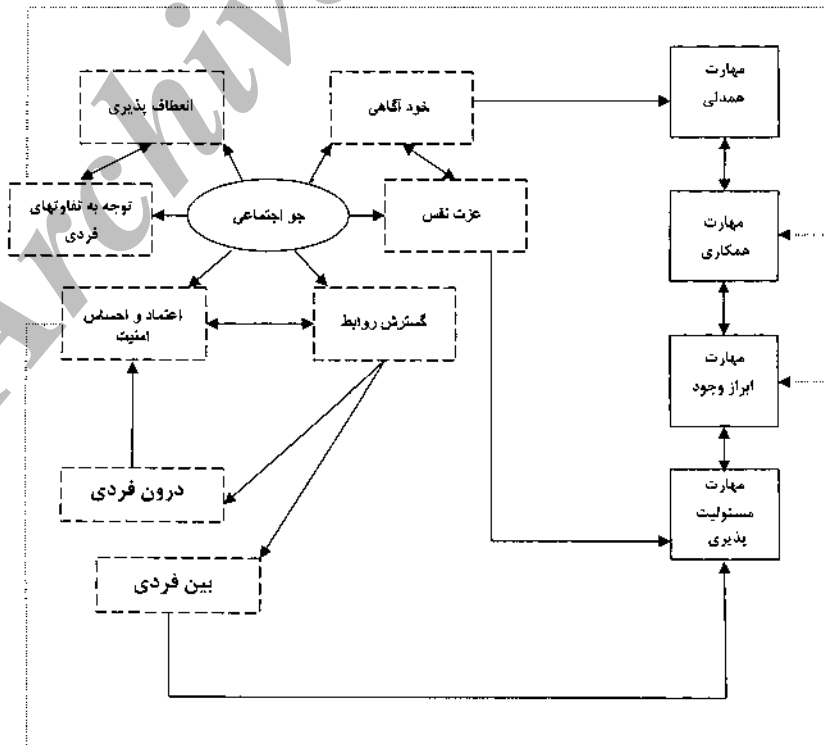 مهارت
همدلی
خود آگاهی
انعطاف پذیری
مهارت
همکاری
عزت نفس
جو اجتماعی
توجه به تفاوتهای
فردی
مهارت
ابراز وجود
گسترش روابط
اعتماد و احساس
امنیت
مهارت
مسئولیت
پذیری
درون فردی
بین فردی
Archive